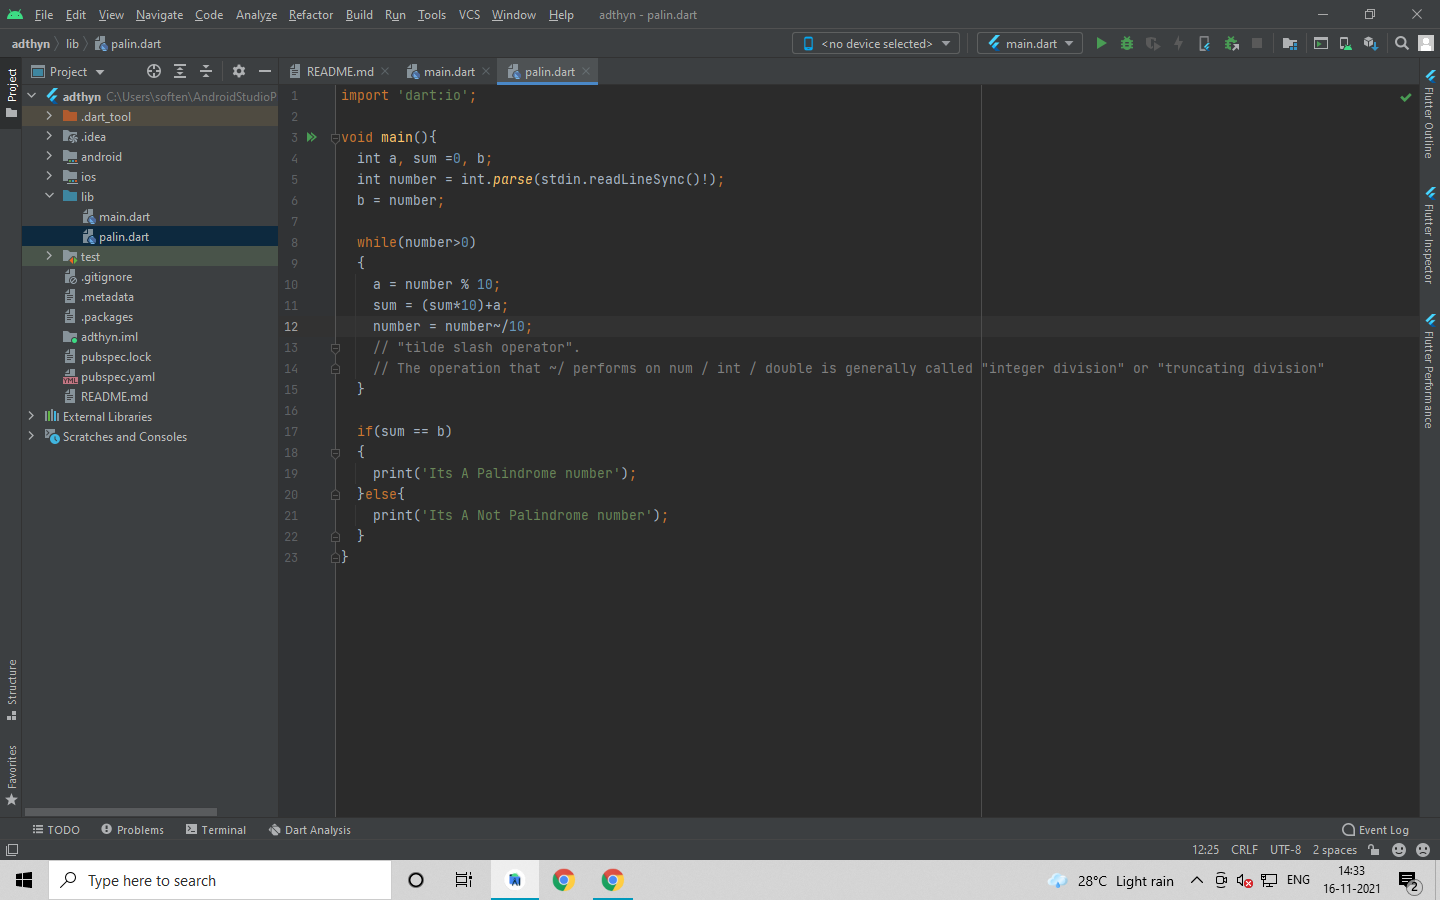 File Edit View Navigate Code Analyze Refactor Build Run Tools VCS Window Help adthyn - palin.dart
adthyn lib palin.dart <no device selected> main.dart
Project Project README.md main.dart palin.dart
adthyn C:\Users\soften\AndroidStudioP
.dart_tool
.idea
android
ios
lib
main.dart
palin.dart
test
.gitignore
.metadata
.packages
adthyn.iml
pubspec.lock
pubspec.yaml
README.md
External Libraries
Scratches and Consoles
1 import 'dart:io';
2
3 void main(){
4 int a, sum =0, b;
5 int number = int.parse(stdin.readLineSync()!);
6 b = number;
7
8 while(number>0)
9 {
10 a = number % 10;
11 sum = (sum*10)+a;
12 number = number~/10;
13 // "tilde slash operator".
14 // The operation that ~/ performs on num / int / double is generally called "integer division" or "truncating division"
15 }
16
17 if(sum == b)
18 {
19 print('Its A Palindrome number');
20 }else{
21 print('Its A Not Palindrome number');
22 }
23 }
Flutter Outline
Flutter Inspector
Flutter Performance
Structure
Favorites
TODO Problems Terminal Dart Analysis Event Log
12:25 CRLF UTF-8 2 spaces
Type here to search 28°C Light rain ENG 14:33
16-11-2021 2